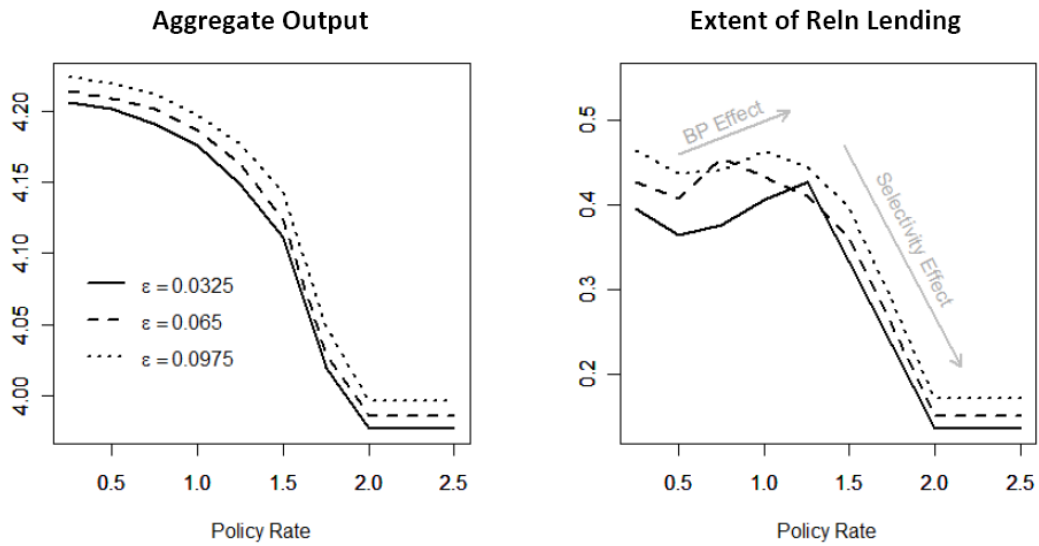 Aggregate Output
4.20
4.15
4.10
4.05
4.00
ε = 0.0325
ε = 0.065
ε = 0.0975
0.5
1.0
1.5
2.0
2.5
Policy Rate
Extent of Reln Lending
0.5
0.4
0.3
0.2
BP Effect
Selectivity Effect
0.5
1.0
1.5
2.0
2.5
Policy Rate